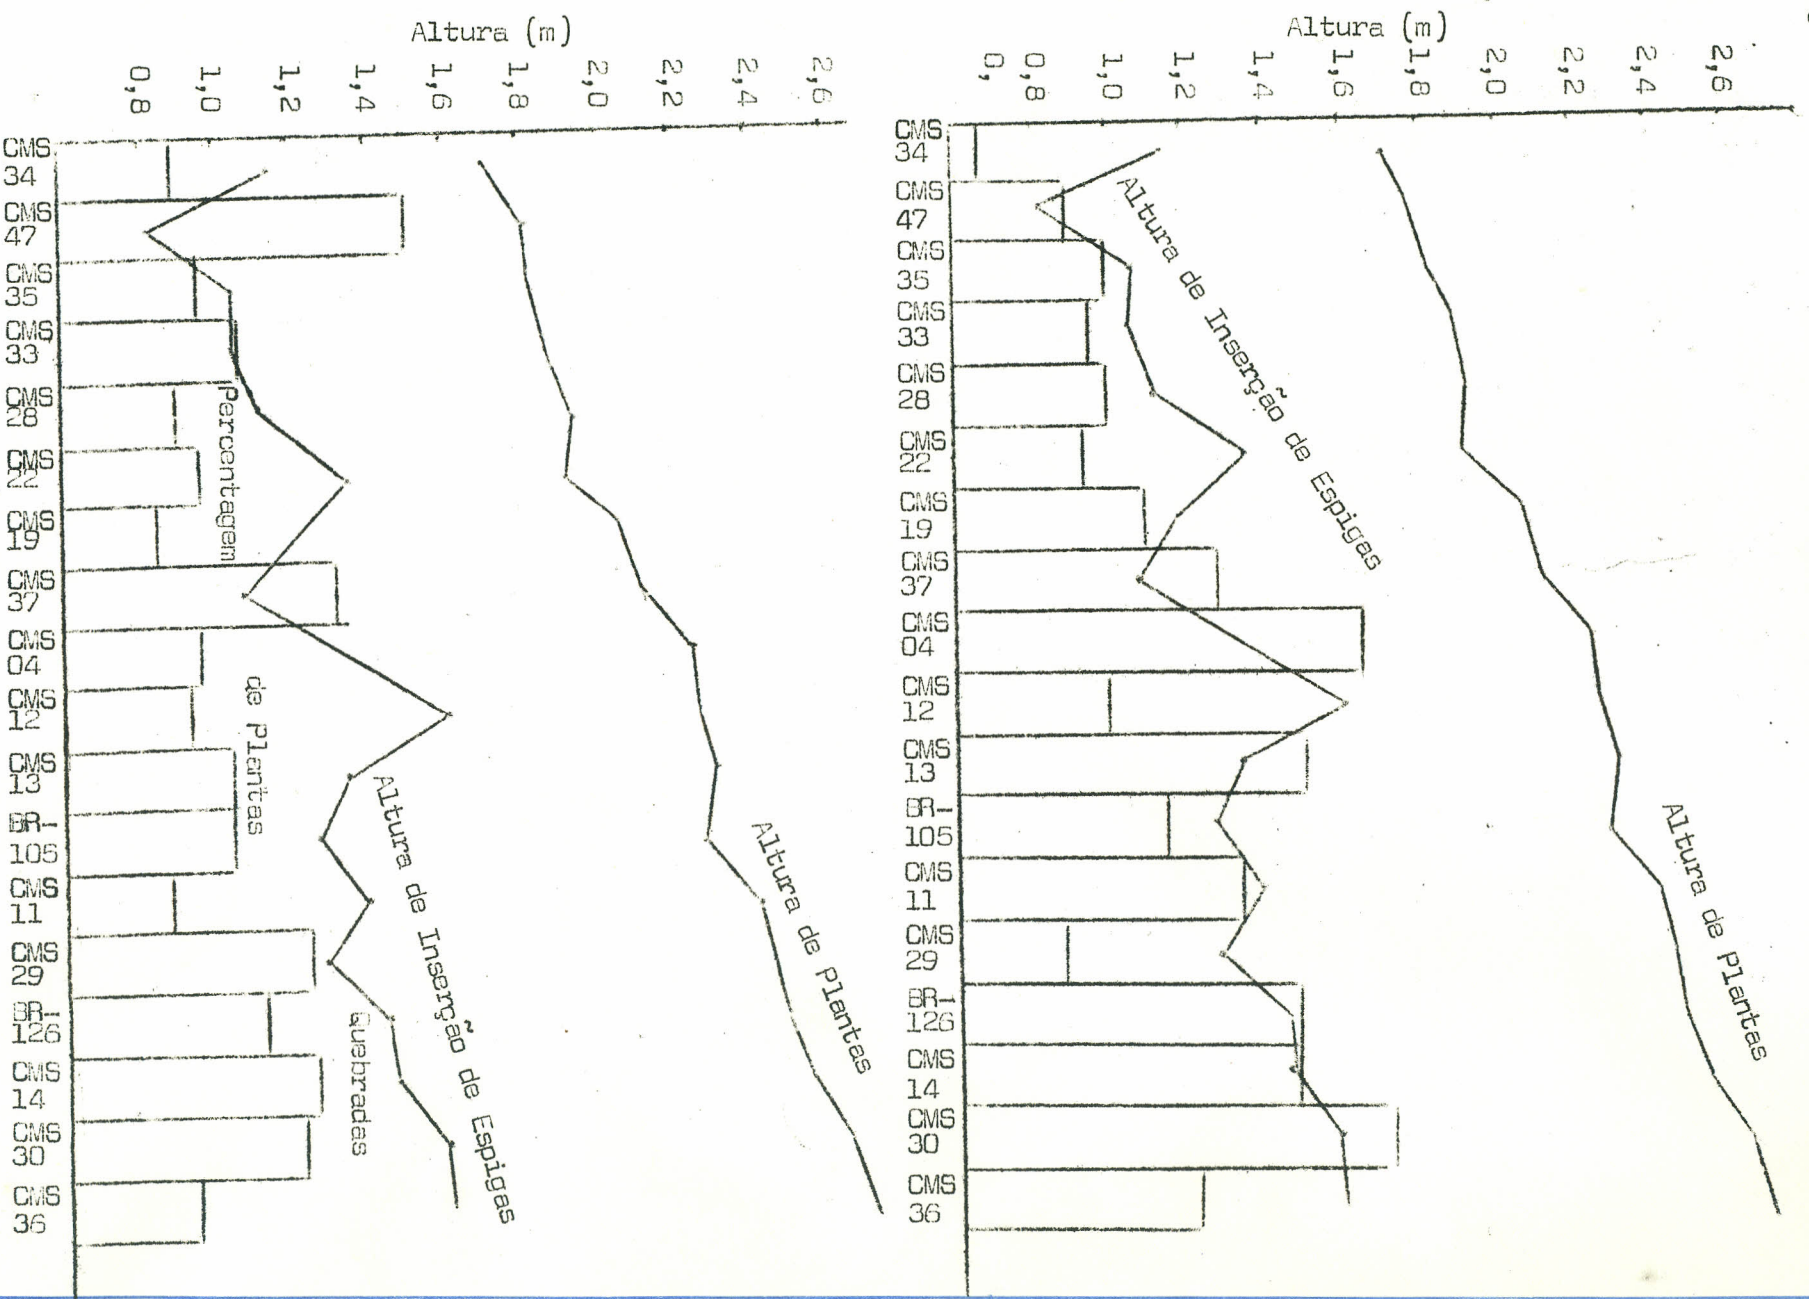 Altura (m)
0,8
1,0
1,2
1,4
1,6
1,8
2,0
2,2
2,4
2,6
CMS
34
CMS
47
CMS
35
CMS
33
CMS
28
CMS
22
CMS
19
CMS
37
CMS
04
CMS
12
CMS
13
BR-
105
CMS
11
CMS
29
BR-
126
CMS
14
CMS
30
CMS
36
Percentagem
de Plantas
Quebradas
Altura de Inserção de Espigas
Altura de Plantas
Altura (m)
0,
0,8
1,0
1,2
1,4
1,6
1,8
2,0
2,2
2,4
2,6
CMS
34
CMS
47
CMS
35
CMS
33
CMS
28
CMS
22
CMS
19
CMS
37
CMS
04
CMS
12
CMS
13
BR-
105
CMS
11
CMS
29
BR-
126
CMS
14
CMS
30
CMS
36
Altura de Inserção de Espigas
Altura de Plantas